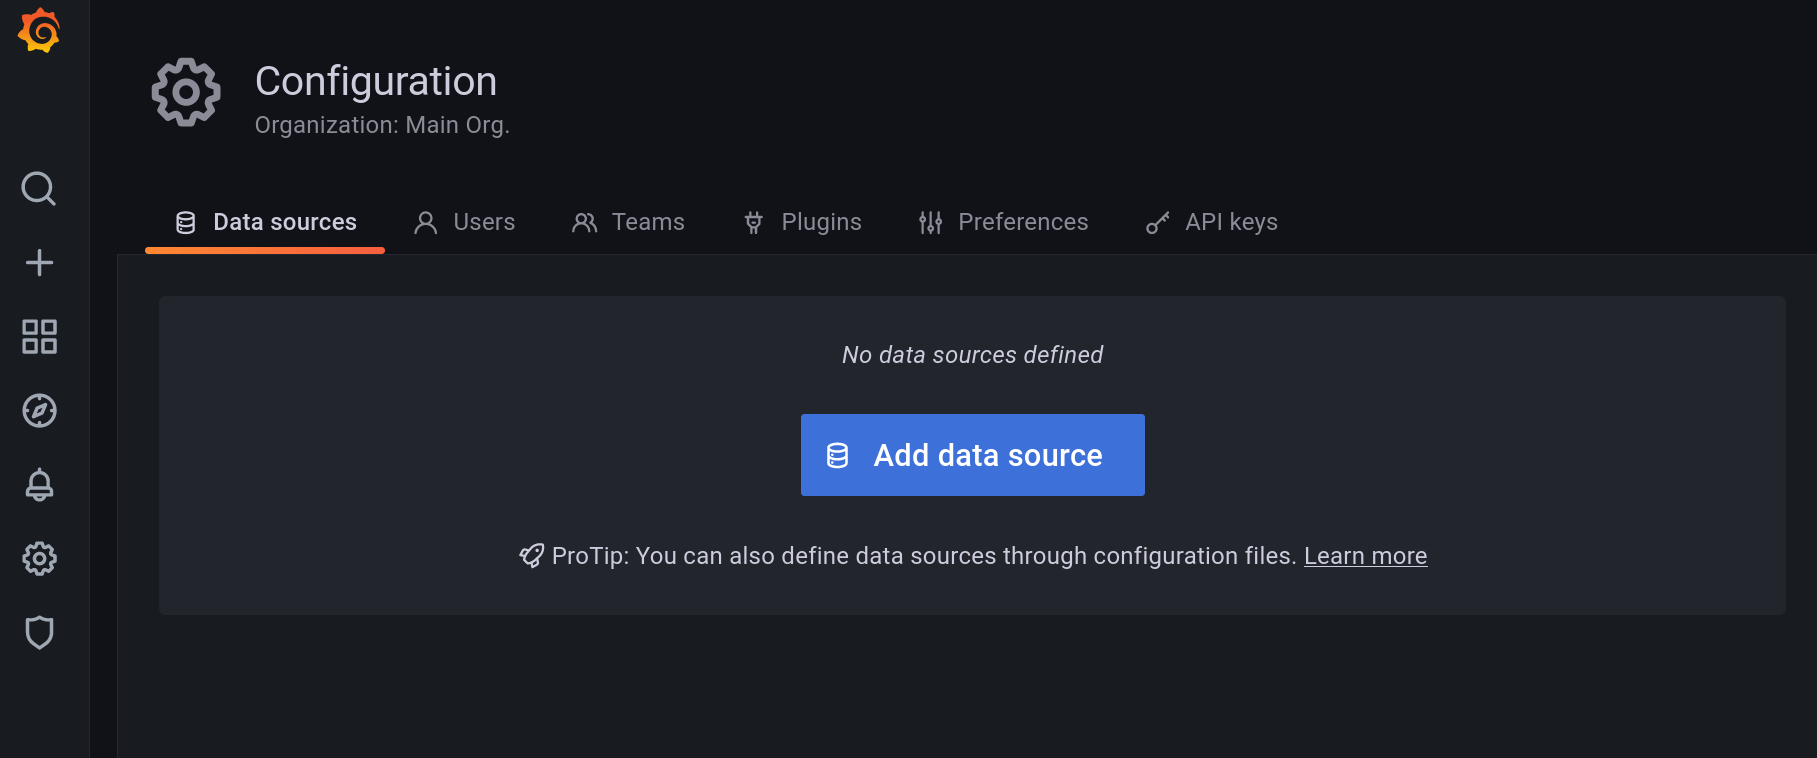 Configuration
Organization: Main Org.
Data sources Users Teams Plugins Preferences API keys
No data sources defined
Add data source
ProTip: You can also define data sources through configuration files. Learn more